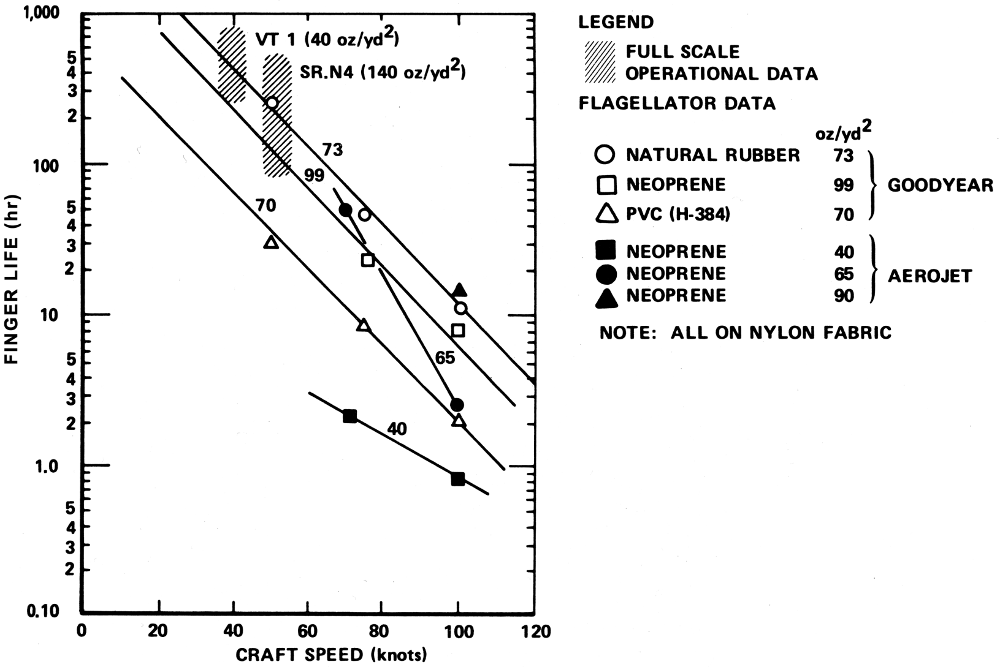 1,000
5
4
3
2
100
5
4
3
2
10
5
4
3
2
1.0
5
4
3
2
0.10
FINGER LIFE (hr)
0 20 40 60 80 100 120
CRAFT SPEED (knots)
VT 1 (40 oz/yd²)
SR.N4 (140 oz/yd²)
73
99
70
65
40
LEGEND
FULL SCALE
OPERATIONAL DATA
FLAGELLATOR DATA
oz/yd²
NATURAL RUBBER 73
NEOPRENE 99
GOODYEAR
PVC (H-384) 70
NEOPRENE 40
NEOPRENE 65
AEROJET
NEOPRENE 90
NOTE: ALL ON NYLON FABRIC